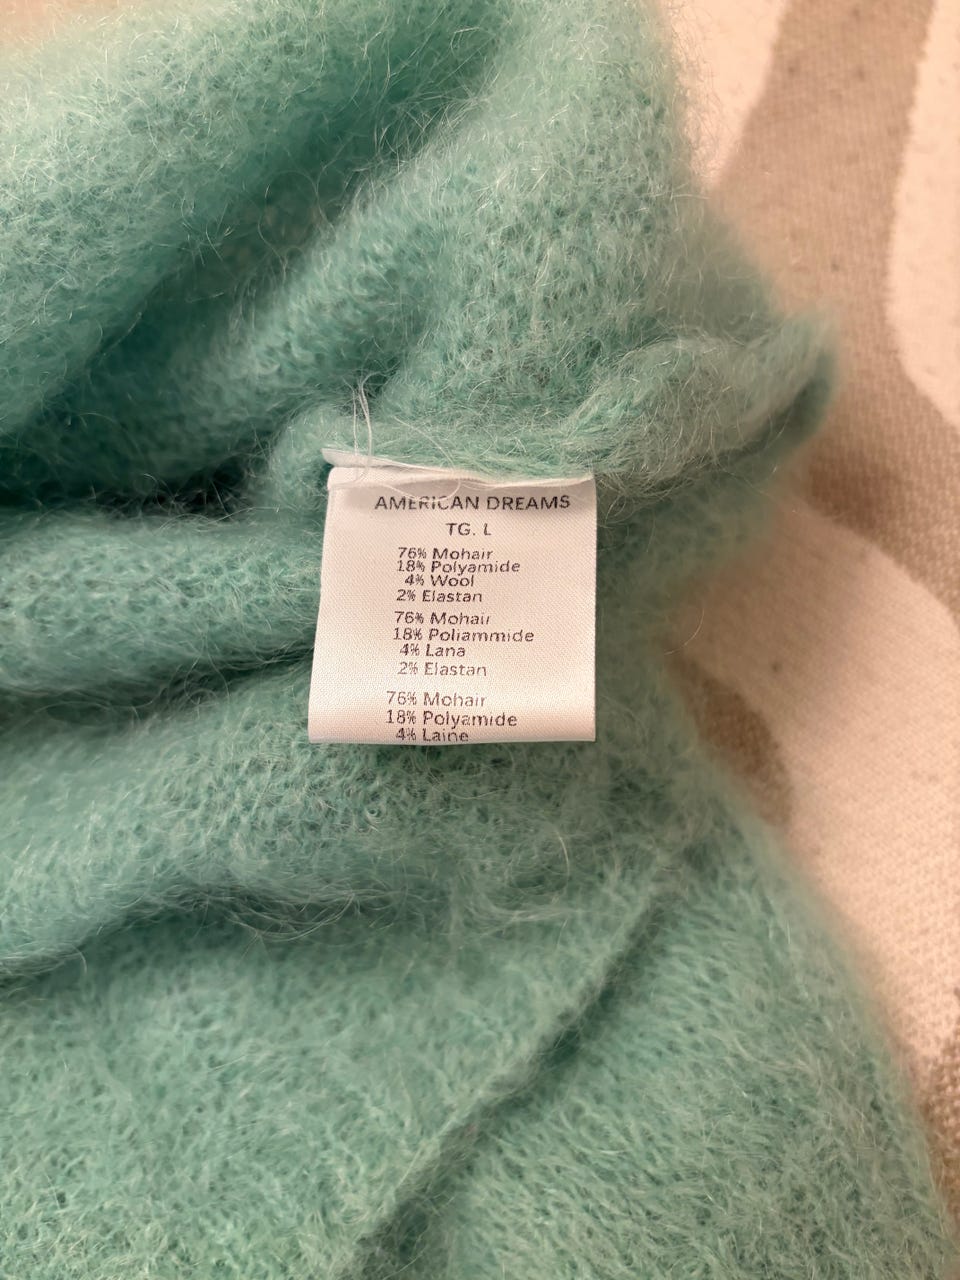 AMERICAN DREAMS
TG. L
76% Mohair
18% Polyamide
4% Wool
2% Elastan
76% Mohair
18% Poliammide
4% Lana
2% Elastan
76% Mohair
18% Polyamide
4% Laine